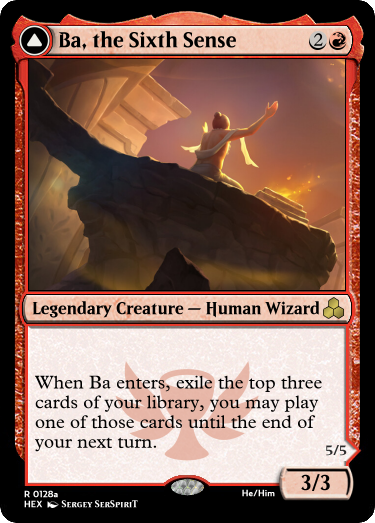 Ba, the Sixth Sense 2
Legendary Creature — Human Wizard
When Ba enters, exile the top three
cards of your library, you may play
one of those cards until the end of
your next turn.
5/5
3/3
R 0128a He/Him
HEX Sergey SerSpiriT